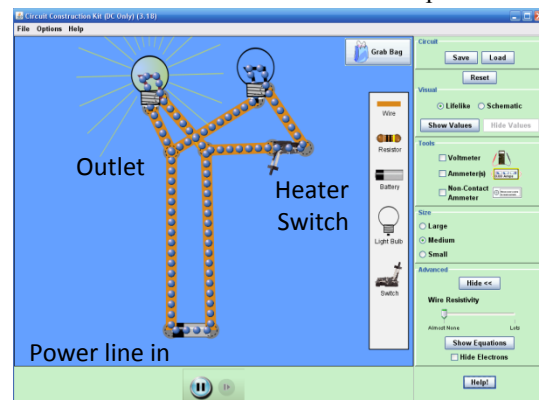 Circuit Construction Kit (DC Only) (3.18)
File Options Help
Grab Bag
Wire
Resistor
Battery
Light Bulb
Switch
Outlet
Heater
Switch
Power line in
Circuit
Save Load
Reset
Visual
Lifelike Schematic
Show Values Hide Values
Tools
Voltmeter
Ammeter(s)
Non-Contact
Ammeter
Size
Large
Medium
Small
Advanced
Hide <<
Wire Resistivity
Almost None Lots
Show Equations
Hide Electrons
Help!